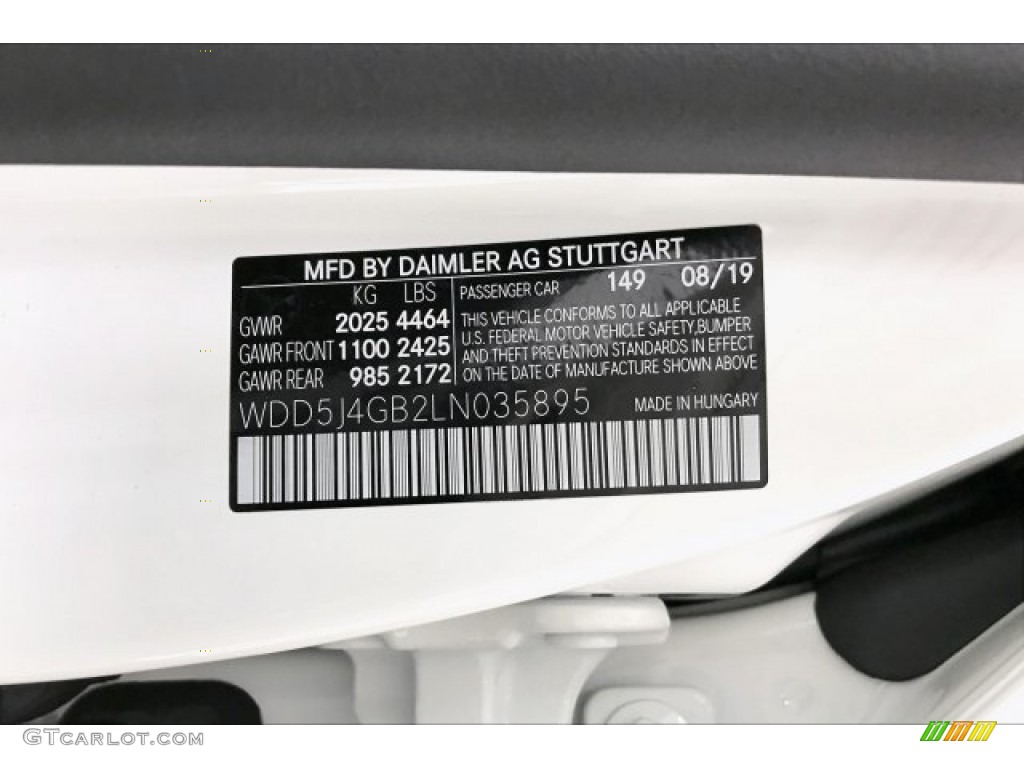 MFD BY DAIMLER AG STUTTGART
KG LBS PASSENGER CAR 149 08/19
GVWR 2025 4464
GAWR FRONT 1100 2425
GAWR REAR 985 2172
THIS VEHICLE CONFORMS TO ALL APPLICABLE
U.S. FEDERAL MOTOR VEHICLE SAFETY, BUMPER
AND THEFT PREVENTION STANDARDS IN EFFECT
ON THE DATE OF MANUFACTURE SHOWN ABOVE
WDD5J4GB2LN035895 MADE IN HUNGARY
GTCARLOT.COM